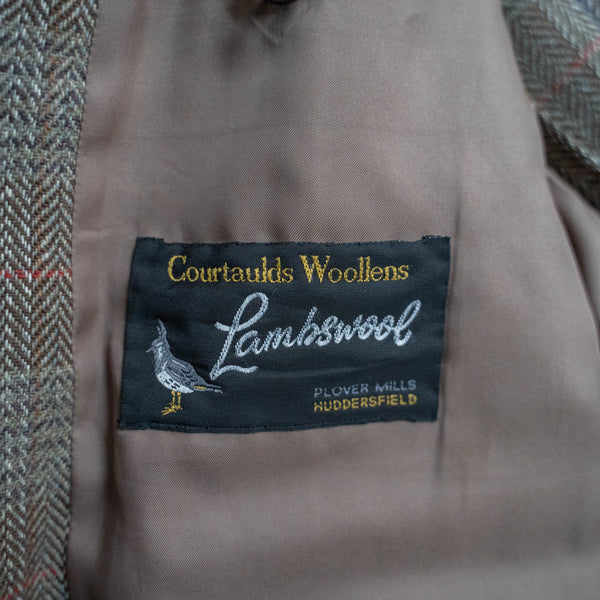 Courtaulds Woollens
Lambswool
PLOVER MILLS
HUDDERSFIELD